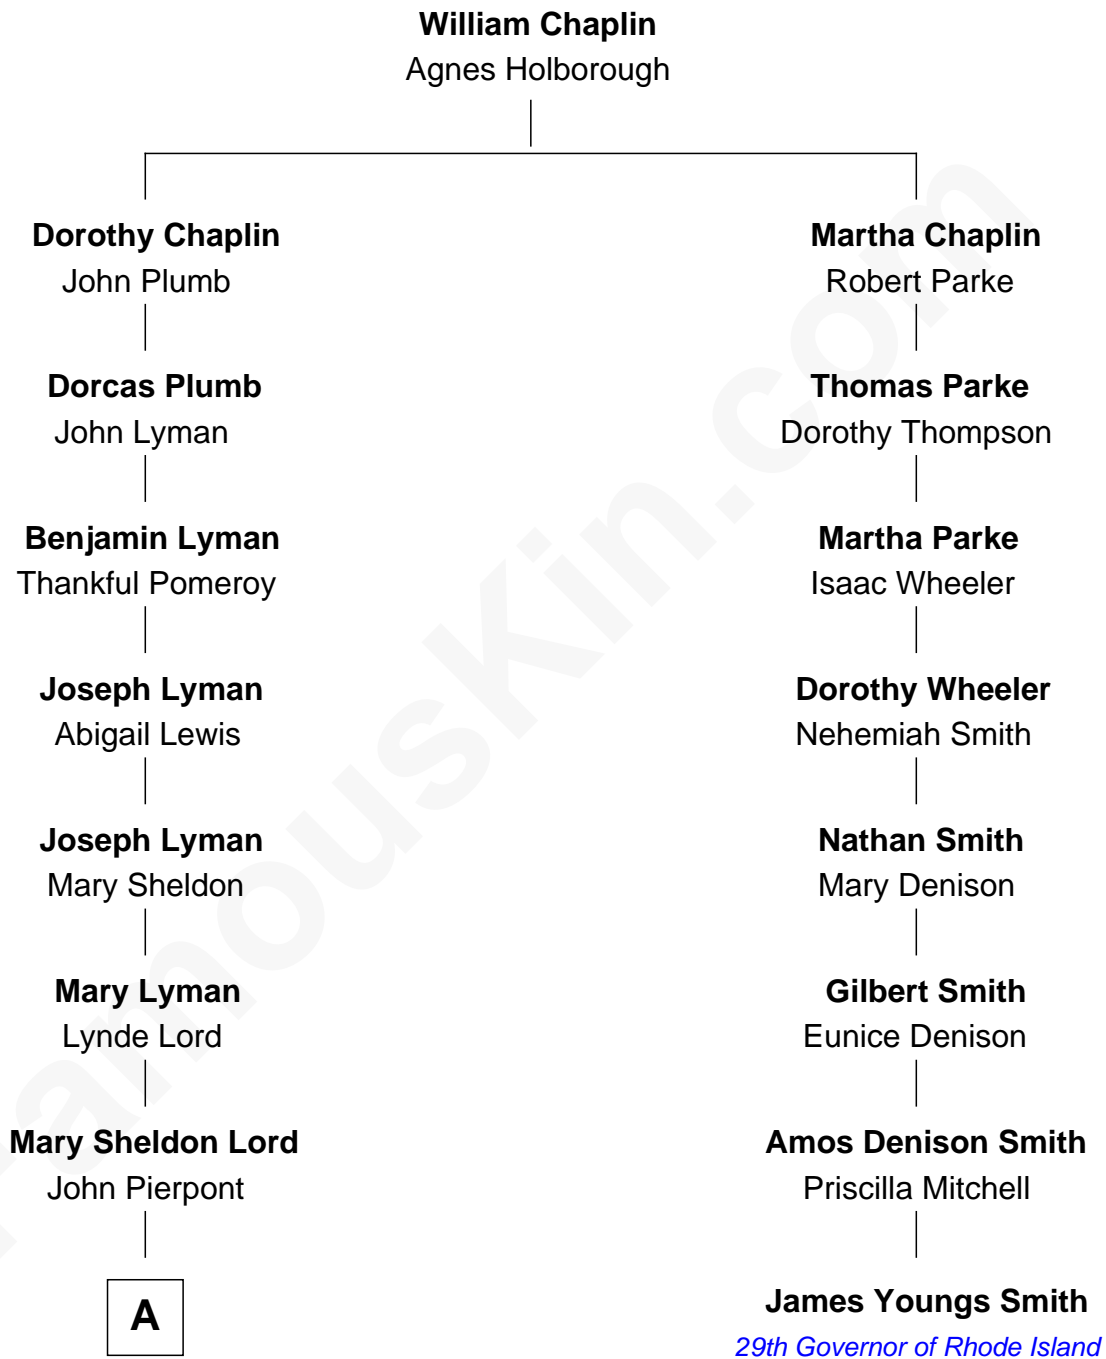 William Chaplin
Agnes Holborough
Dorothy Chaplin
John Plumb
Martha Chaplin
Robert Parke
Dorcas Plumb
John Lyman
Thomas Parke
Dorothy Thompson
Benjamin Lyman
Thankful Pomeroy
Martha Parke
Isaac Wheeler
Joseph Lyman
Abigail Lewis
Dorothy Wheeler
Nehemiah Smith
Joseph Lyman
Mary Sheldon
Nathan Smith
Mary Denison
Mary Lyman
Lynde Lord
Gilbert Smith
Eunice Denison
Mary Sheldon Lord
John Pierpont
Amos Denison Smith
Priscilla Mitchell
A
James Youngs Smith
29th Governor of Rhode Island
FamousKin.com